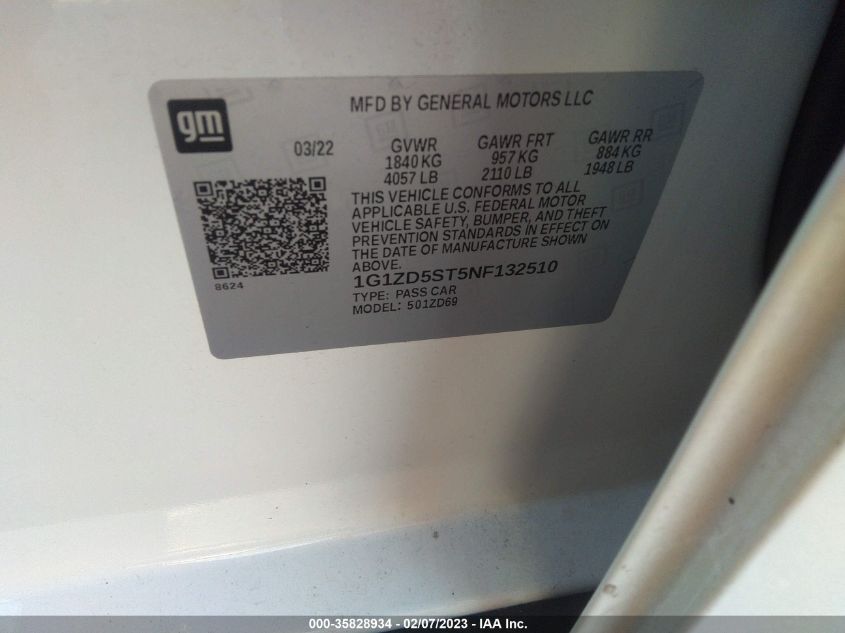 gm
MFD BY GENERAL MOTORS LLC
03/22
GVWR GAWR FRT GAWR RR
1840 KG 957 KG 884 KG
4057 LB 2110 LB 1948 LB
THIS VEHICLE CONFORMS TO ALL
APPLICABLE U.S. FEDERAL MOTOR
VEHICLE SAFETY, BUMPER, AND THEFT
PREVENTION STANDARDS IN EFFECT ON
THE DATE OF MANUFACTURE SHOWN
ABOVE.
8624
1G1ZD5ST5NF132510
TYPE: PASS CAR
MODEL: 501ZD69
000-35828934 - 02/07/2023 - IAA Inc.